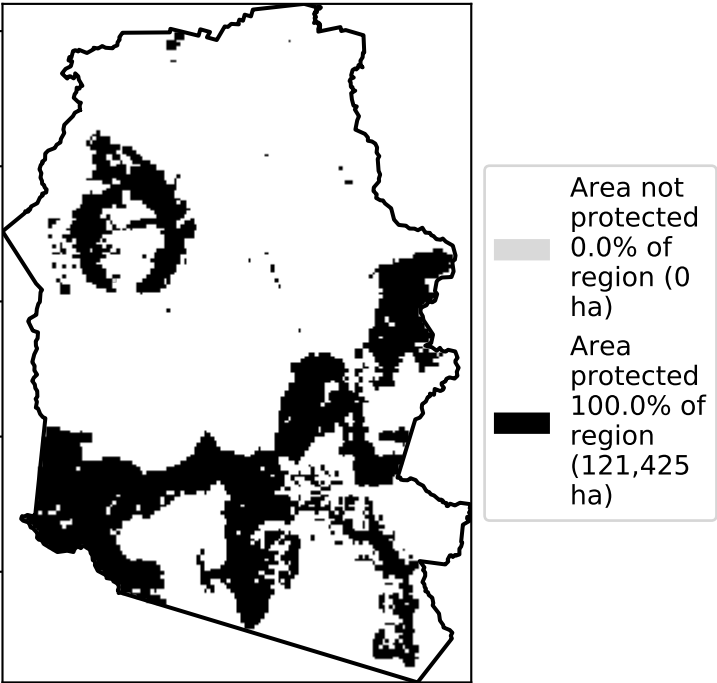 Area not
protected
0.0% of
region (0
ha)
Area
protected
100.0% of
region
(121,425
ha)